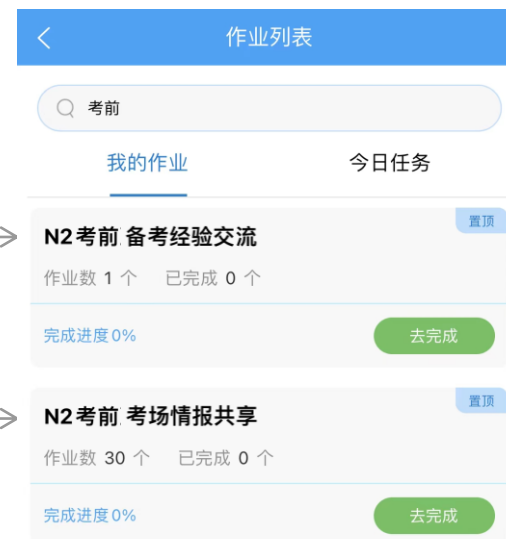 作业列表
考前
我的作业 今日任务
置顶
N2考前 备考经验交流
作业数 1 个 已完成 0 个
完成进度0% 去完成
置顶
N2考前 考场情报共享
作业数 30 个 已完成 0 个
完成进度0% 去完成